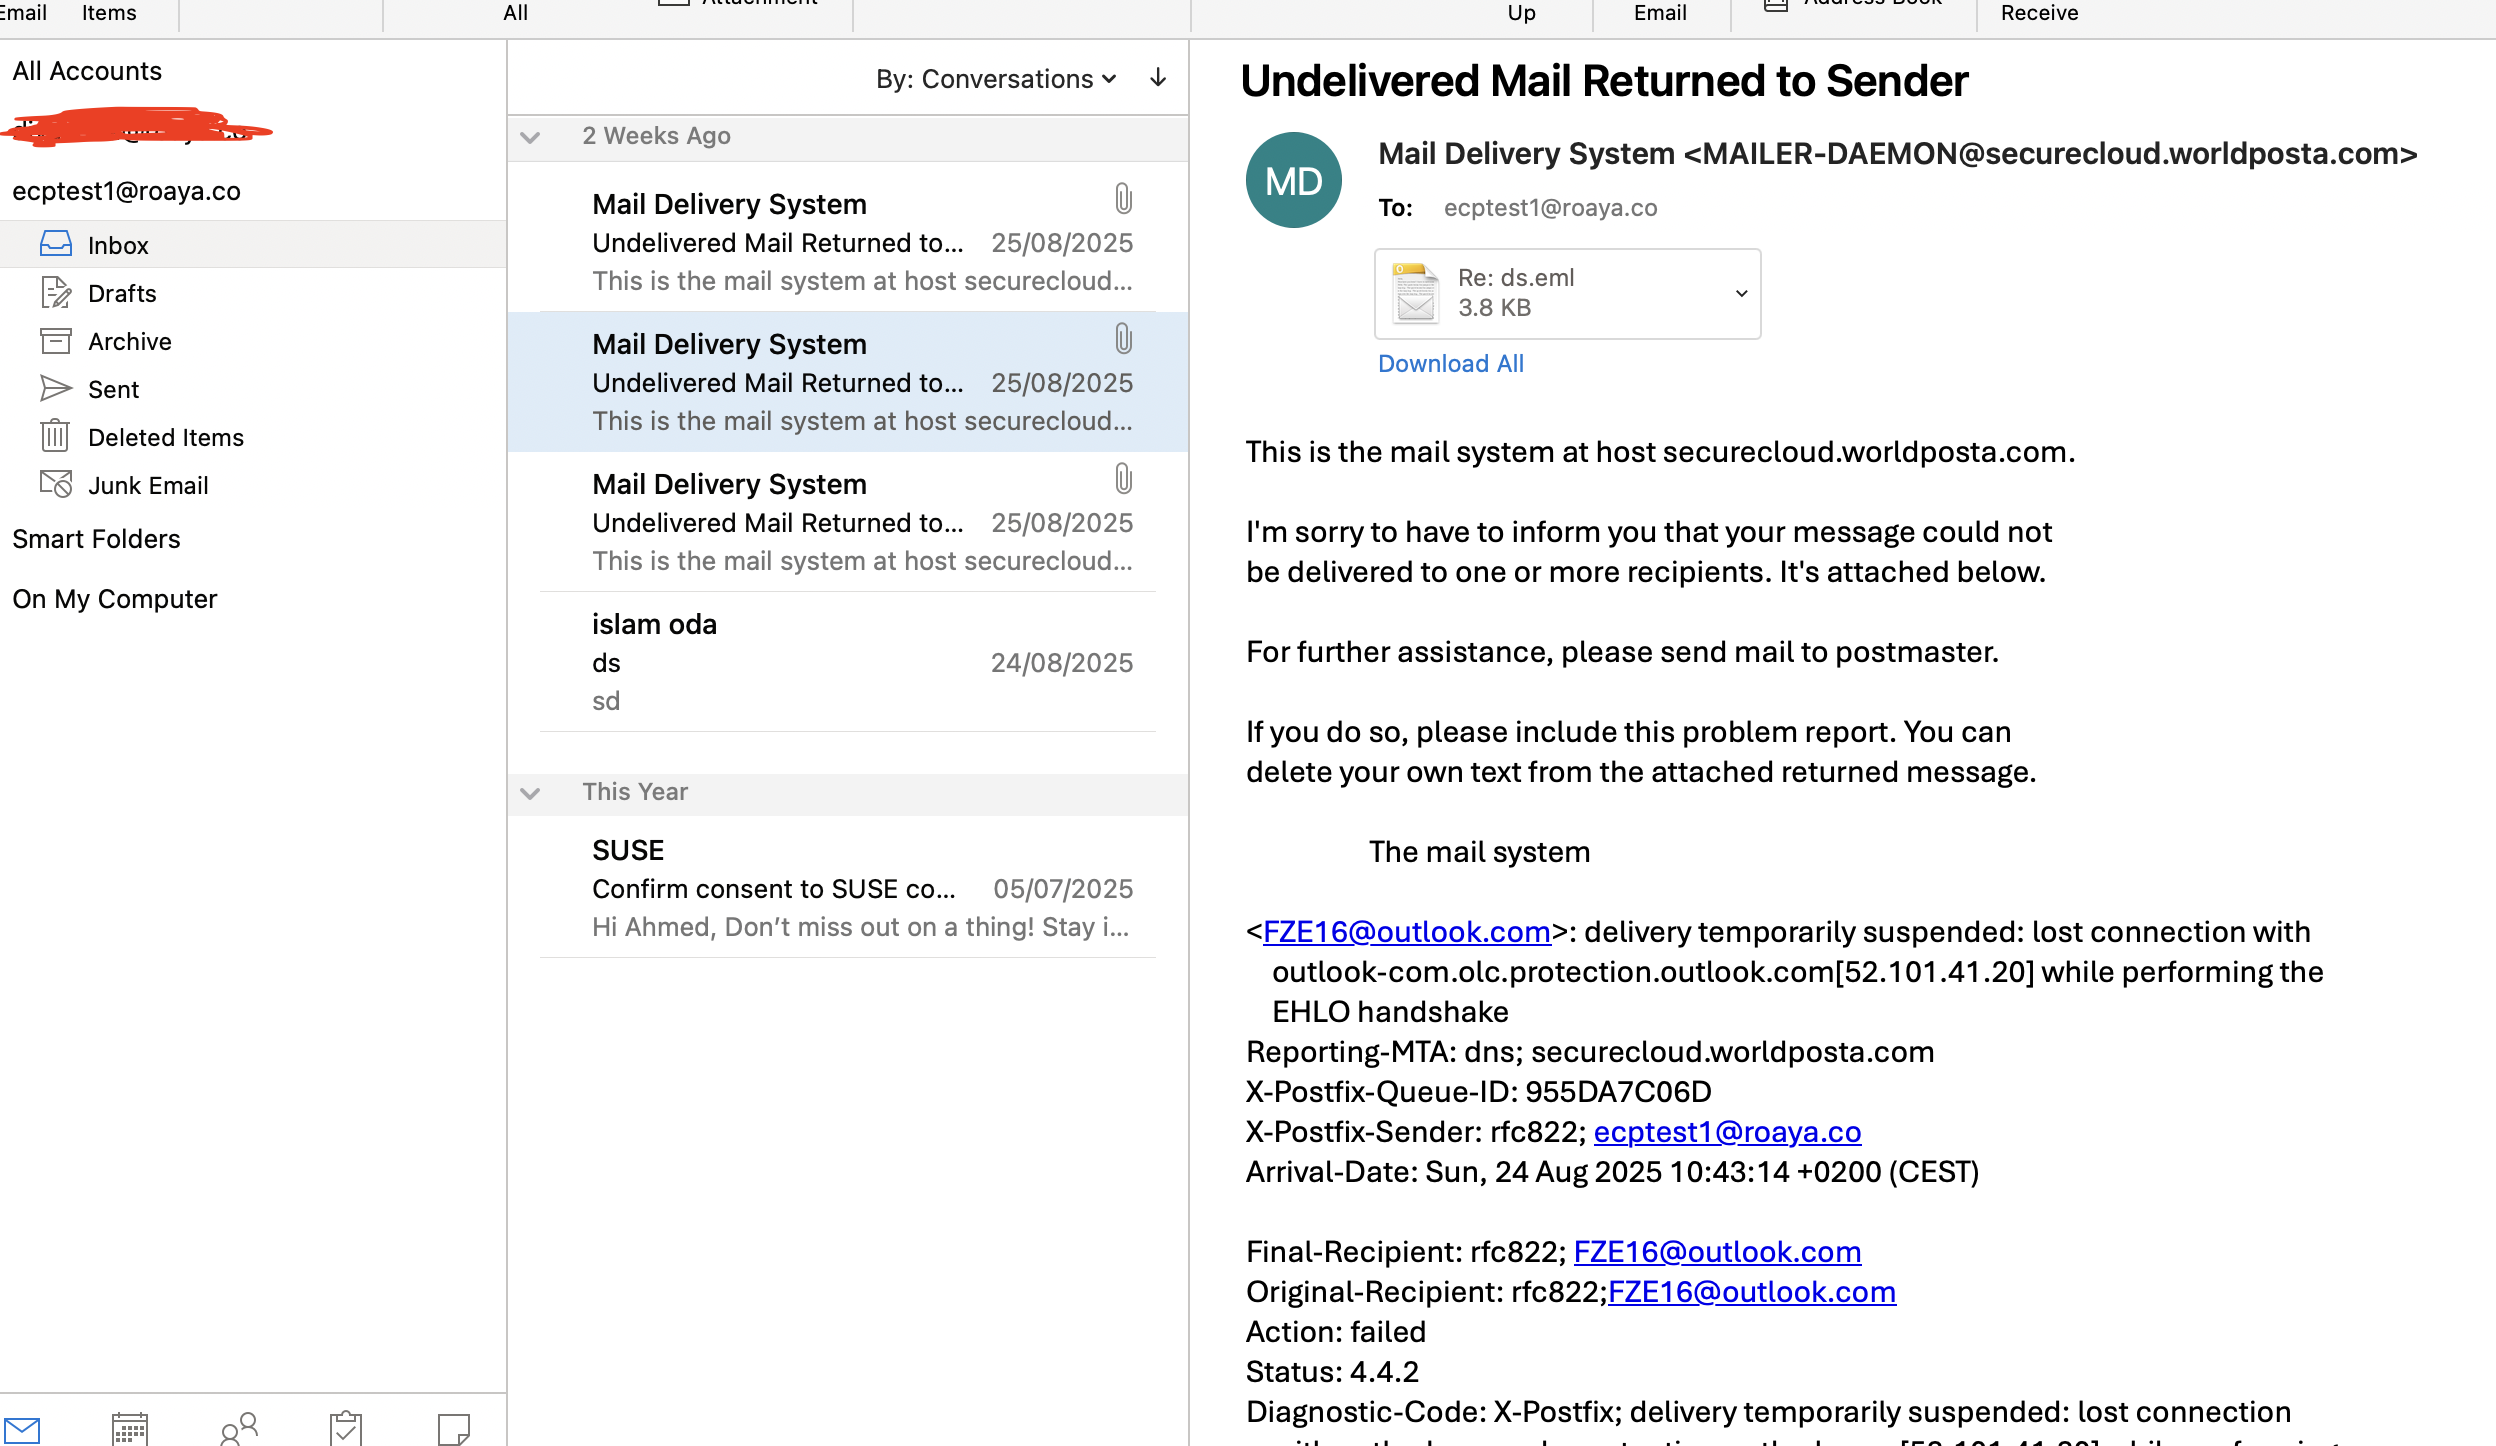 Email Items All Attachment Up Email Address Book Receive
All Accounts
ecptest1@roaya.co
Inbox
Drafts
Archive
Sent
Deleted Items
Junk Email
Smart Folders
On My Computer
By: Conversations
2 Weeks Ago
Mail Delivery System
Undelivered Mail Returned to... 25/08/2025
This is the mail system at host securecloud...
Mail Delivery System
Undelivered Mail Returned to... 25/08/2025
This is the mail system at host securecloud...
Mail Delivery System
Undelivered Mail Returned to... 25/08/2025
This is the mail system at host securecloud...
islam oda
ds 24/08/2025
sd
This Year
SUSE
Confirm consent to SUSE co... 05/07/2025
Hi Ahmed, Don’t miss out on a thing! Stay i...
Undelivered Mail Returned to Sender
MD
Mail Delivery System <MAILER-DAEMON@securecloud.worldposta.com>
To: ecptest1@roaya.co
Re: ds.eml
3.8 KB
Download All
This is the mail system at host securecloud.worldposta.com.
I'm sorry to have to inform you that your message could not
be delivered to one or more recipients. It's attached below.
For further assistance, please send mail to postmaster.
If you do so, please include this problem report. You can
delete your own text from the attached returned message.
The mail system
<FZE16@outlook.com>: delivery temporarily suspended: lost connection with
outlook-com.olc.protection.outlook.com[52.101.41.20] while performing the
EHLO handshake
Reporting-MTA: dns; securecloud.worldposta.com
X-Postfix-Queue-ID: 955DA7C06D
X-Postfix-Sender: rfc822; ecptest1@roaya.co
Arrival-Date: Sun, 24 Aug 2025 10:43:14 +0200 (CEST)
Final-Recipient: rfc822; FZE16@outlook.com
Original-Recipient: rfc822;FZE16@outlook.com
Action: failed
Status: 4.4.2
Diagnostic-Code: X-Postfix; delivery temporarily suspended: lost connection